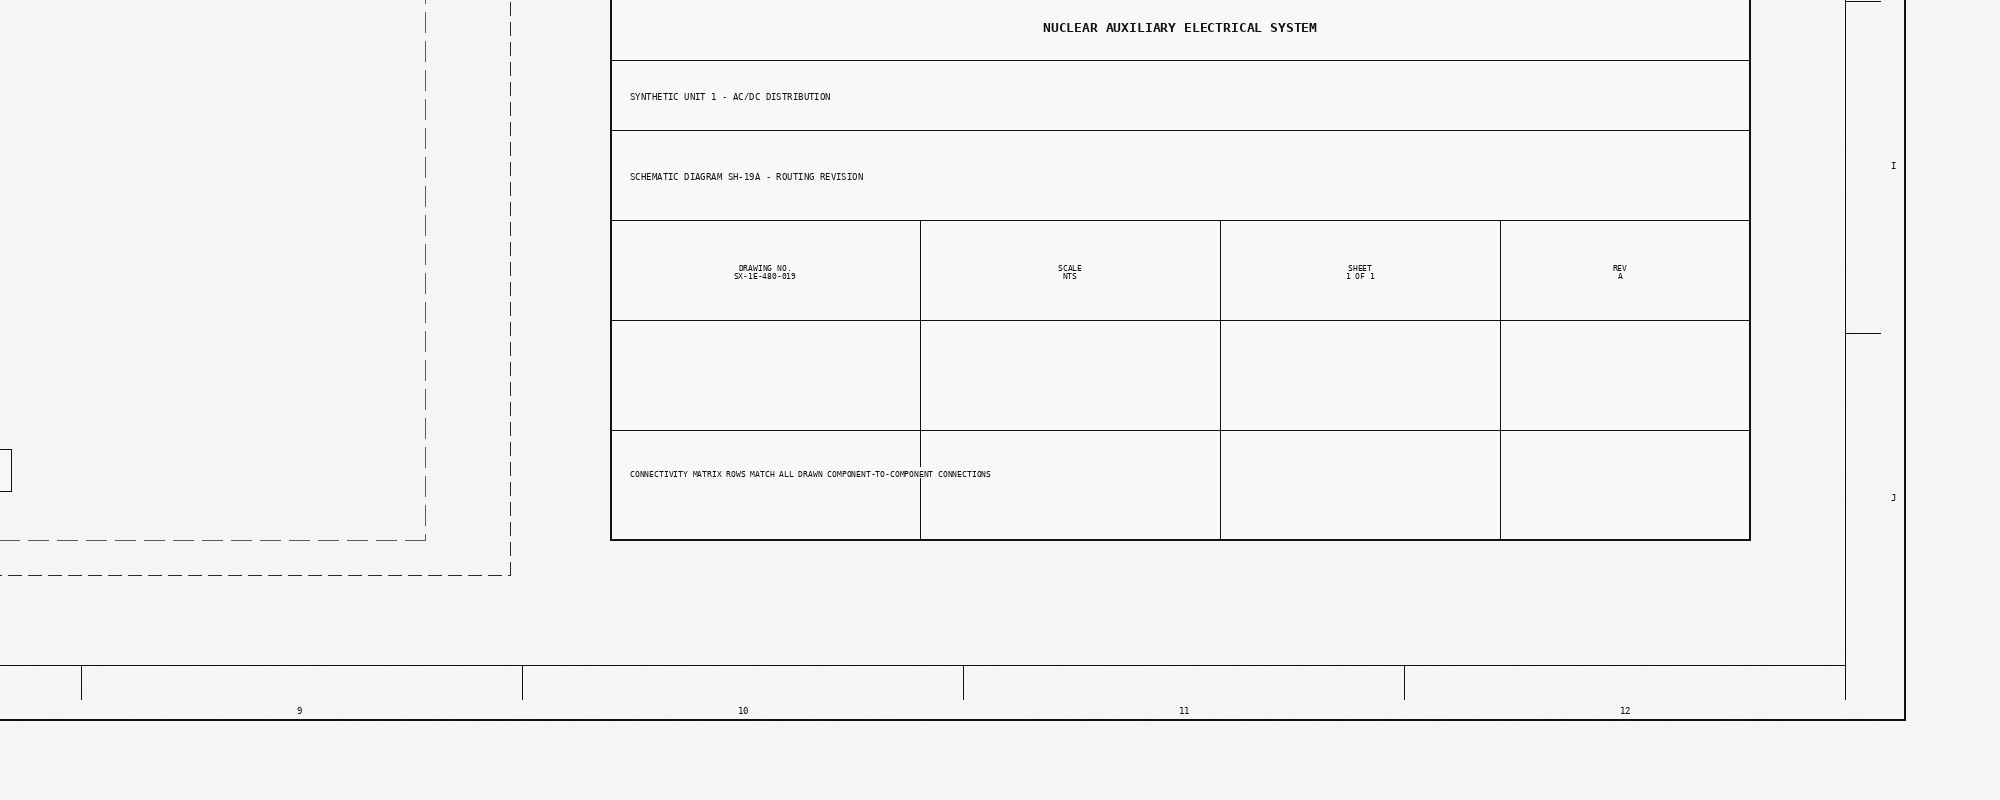 NUCLEAR AUXILIARY ELECTRICAL SYSTEM
SYNTHETIC UNIT 1 - AC/DC DISTRIBUTION
SCHEMATIC DIAGRAM SH-19A - ROUTING REVISION
DRAWING NO.
SX-1E-480-019
SCALE
NTS
SHEET
1 OF 1
REV
A
CONNECTIVITY MATRIX ROWS MATCH ALL DRAWN COMPONENT-TO-COMPONENT CONNECTIONS
I
J
9
10
11
12